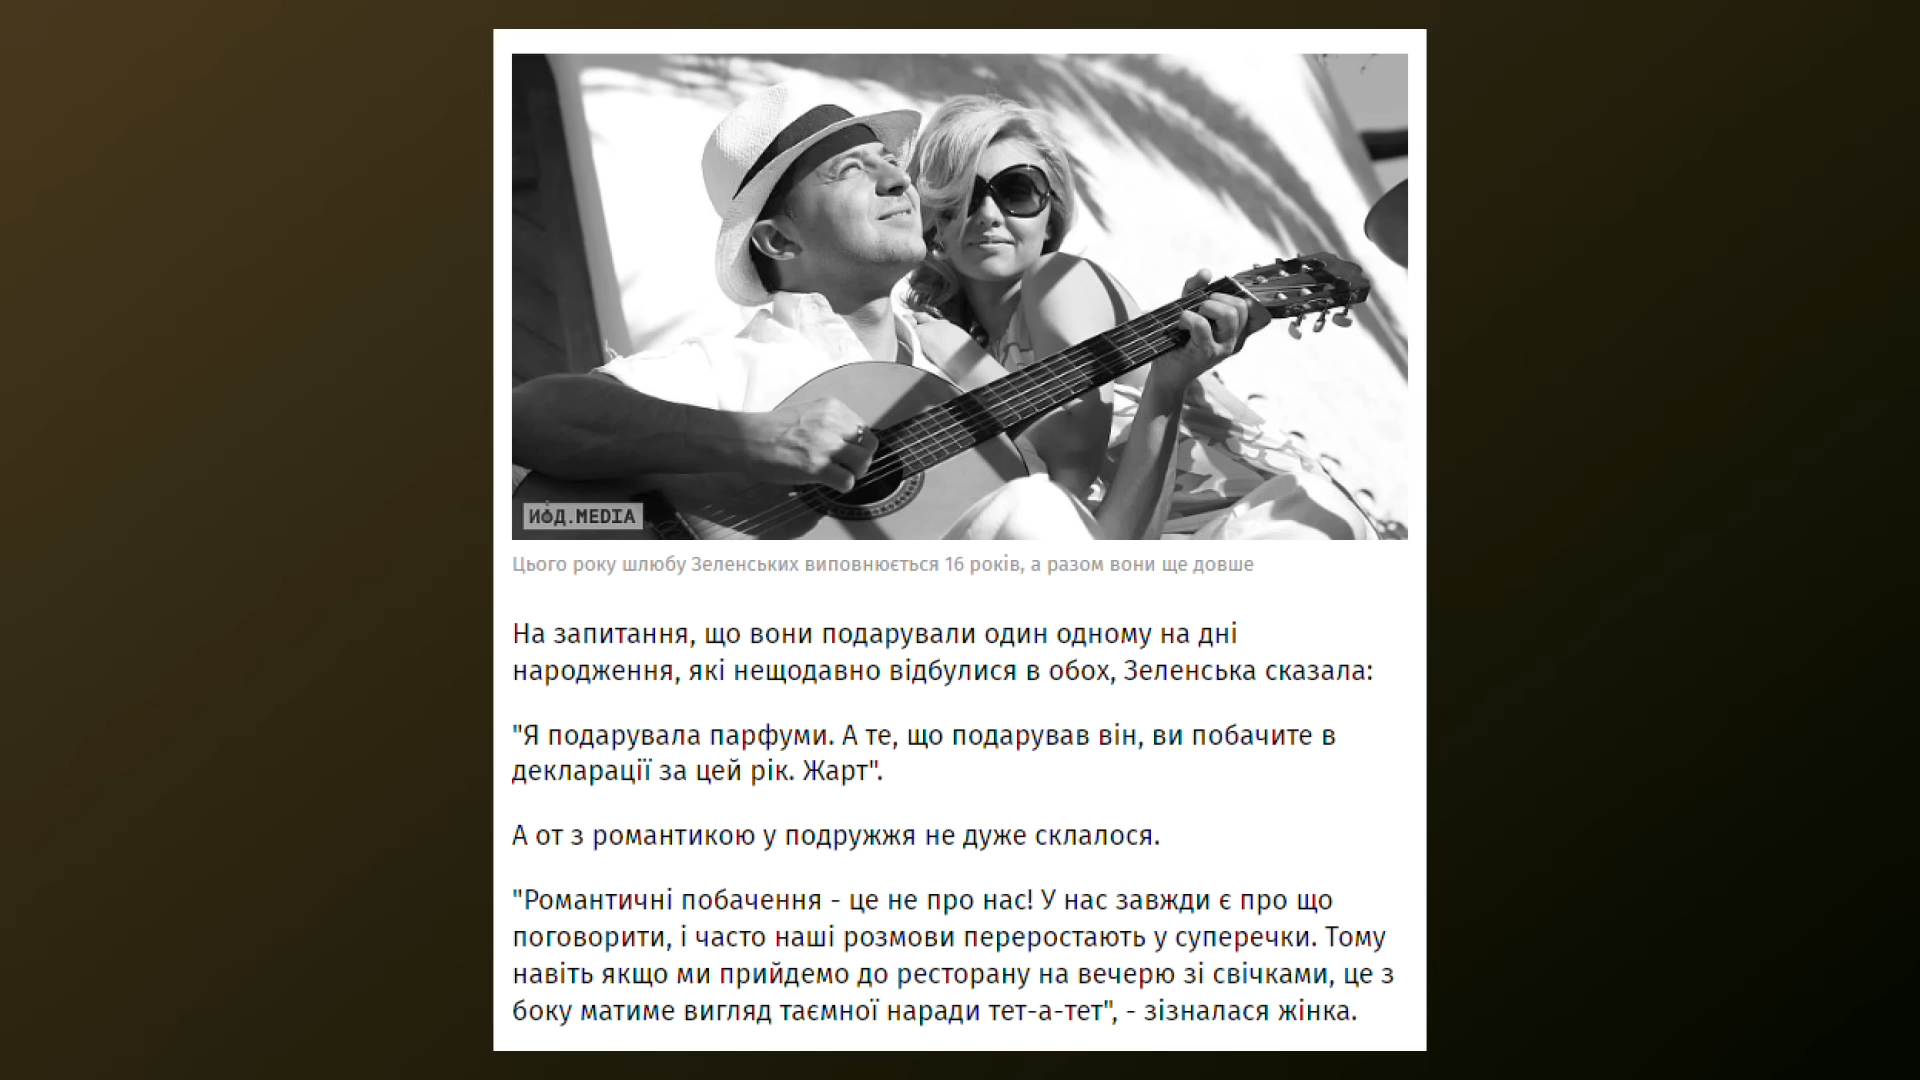 ИОД.MEDIA
Цього року шлюбу Зеленських виповнюється 16 років, а разом вони ще довше
На запитання, що вони подарували один одному на дні
народження, які нещодавно відбулися в обох, Зеленська сказала:
"Я подарувала парфуми. А те, що подарував він, ви побачите в
декларації за цей рік. Жарт".
А от з романтикою у подружжя не дуже склалося.
"Романтичні побачення - це не про нас! У нас завжди є про що
поговорити, і часто наші розмови переростають у суперечки. Тому
навіть якщо ми прийдемо до ресторану на вечерю зі свічками, це з
боку матиме вигляд таємної наради тет-а-тет", - зізналася жінка.